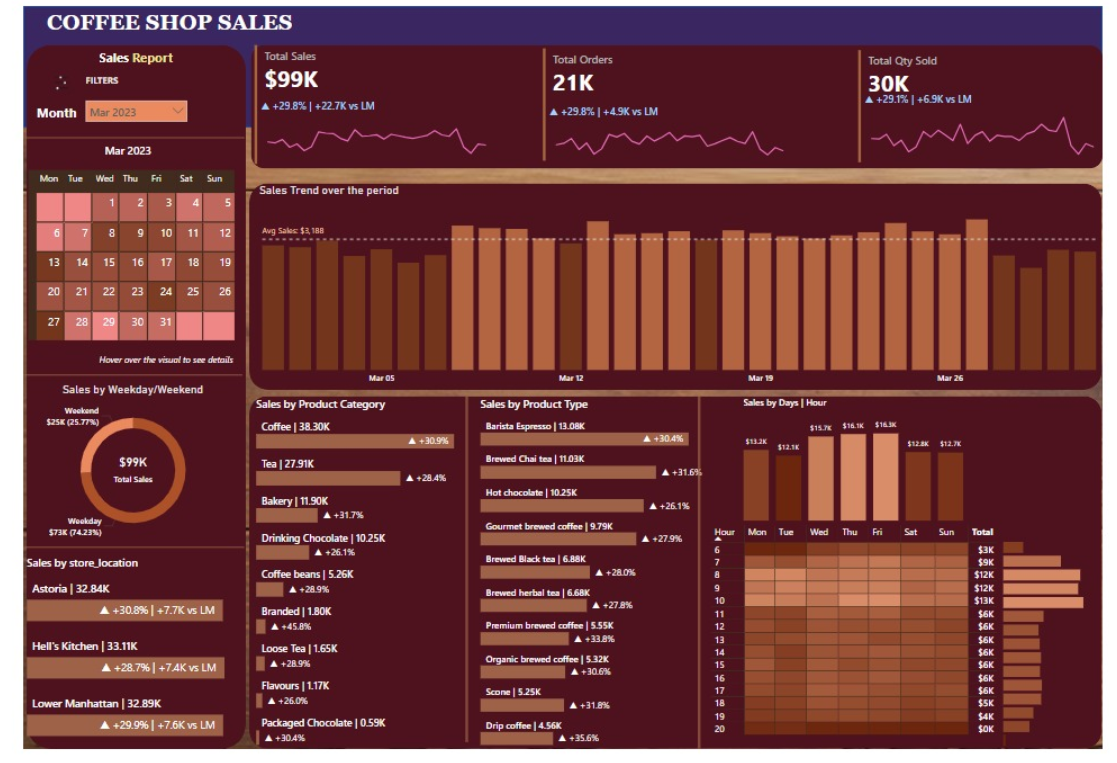 COFFEE SHOP SALES
Sales Report
FILTERS
Month Mar 2023
Mar 2023
Mon Tue Wed Thu Fri Sat Sun
1 2 3 4 5
6 7 8 9 10 11 12
13 14 15 16 17 18 19
20 21 22 23 24 25 26
27 28 29 30 31
Hover over the visual to see details
Sales by Weekday/Weekend
Weekend
$25K (25.77%)
$99K
Total Sales
Weekday
$73K (74.23%)
Sales by store_location
Astoria | 32.84K
▲ +30.8% | +7.7K vs LM
Hell's Kitchen | 33.11K
▲ +28.7% | +7.4K vs LM
Lower Manhattan | 32.89K
▲ +29.9% | +7.6K vs LM
Total Sales
$99K
▲ +29.8% | +22.7K vs LM
Total Orders
21K
▲ +29.8% | +4.9K vs LM
Total Qty Sold
30K
▲ +29.1% | +6.9K vs LM
Sales Trend over the period
Avg Sales: $3,188
Mar 05 Mar 12 Mar 19 Mar 26
Sales by Product Category
Coffee | 38.30K
▲ +30.9%
Tea | 27.91K
▲ +28.4%
Bakery | 11.90K
▲ +31.7%
Drinking Chocolate | 10.25K
▲ +26.1%
Coffee beans | 5.26K
▲ +28.9%
Branded | 1.80K
▲ +45.8%
Loose Tea | 1.65K
▲ +28.9%
Flavours | 1.17K
▲ +26.0%
Packaged Chocolate | 0.59K
▲ +30.4%
Sales by Product Type
Barista Espresso | 13.08K
▲ +30.4%
Brewed Chai tea | 11.03K
▲ +31.6%
Hot chocolate | 10.25K
▲ +26.1%
Gourmet brewed coffee | 9.79K
▲ +27.9%
Brewed Black tea | 6.88K
▲ +28.0%
Brewed herbal tea | 6.68K
▲ +27.8%
Premium brewed coffee | 5.55K
▲ +33.8%
Organic brewed coffee | 5.32K
▲ +30.6%
Scone | 5.25K
▲ +31.8%
Drip coffee | 4.56K
▲ +35.6%
Sales by Days | Hour
$13.2K $12.1K $15.7K $16.1K $16.3K $12.8K $12.7K
Hour Mon Tue Wed Thu Fri Sat Sun Total
6 $3K
7 $9K
8 $12K
9 $12K
10 $13K
11 $6K
12 $6K
13 $6K
14 $6K
15 $6K
16 $6K
17 $6K
18 $5K
19 $4K
20 $0K